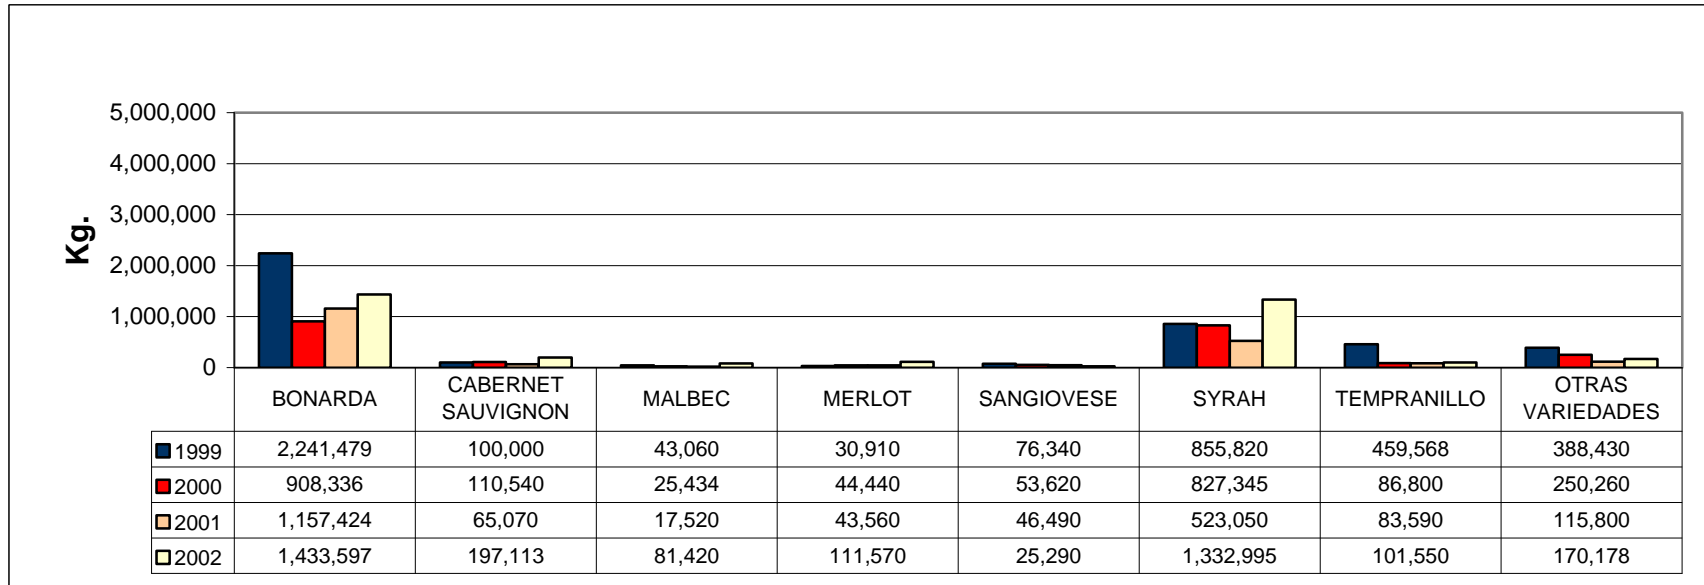 5,000,000
4,000,000
3,000,000
2,000,000
1,000,000
0
Kg.
BONARDA
CABERNET
SAUVIGNON
MALBEC
MERLOT
SANGIOVESE
SYRAH
TEMPRANILLO
OTRAS
VARIEDADES
1999 2,241,479 100,000 43,060 30,910 76,340 855,820 459,568 388,430
2000 908,336 110,540 25,434 44,440 53,620 827,345 86,800 250,260
2001 1,157,424 65,070 17,520 43,560 46,490 523,050 83,590 115,800
2002 1,433,597 197,113 81,420 111,570 25,290 1,332,995 101,550 170,178